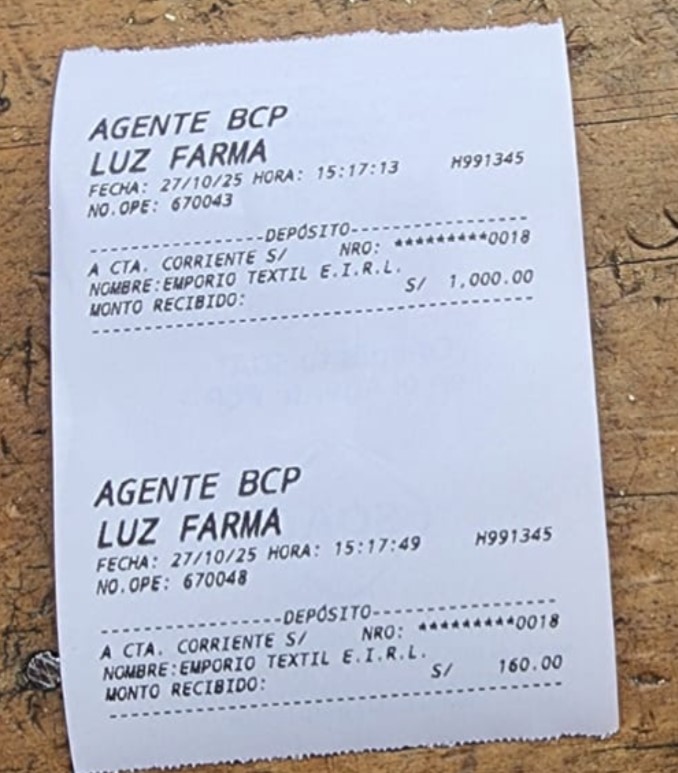 AGENTE BCP
LUZ FARMA
FECHA: 27/10/25 HORA: 15:17:13 H991345
NO.OPE: 670043
--------------------DEPÓSITO--------------------
A CTA. CORRIENTE S/ NRO: *********0018
NOMBRE:EMPORIO TEXTIL E.I.R.L.
MONTO RECIBIDO: S/ 1,000.00
------------------------------------------------
AGENTE BCP
LUZ FARMA
FECHA: 27/10/25 HORA: 15:17:49 H991345
NO.OPE: 670048
--------------------DEPÓSITO--------------------
A CTA. CORRIENTE S/ NRO: *********0018
NOMBRE:EMPORIO TEXTIL E.I.R.L.
MONTO RECIBIDO: S/ 160.00
------------------------------------------------